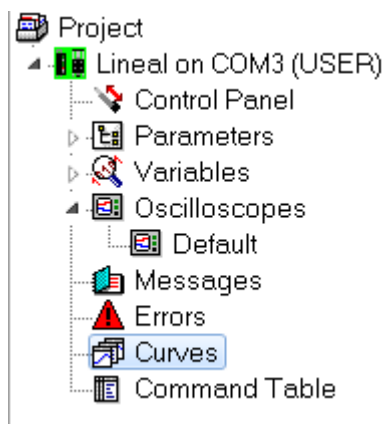 Project
Lineal on COM3 (USER)
Control Panel
Parameters
Variables
Oscilloscopes
Default
Messages
Errors
Curves
Command Table